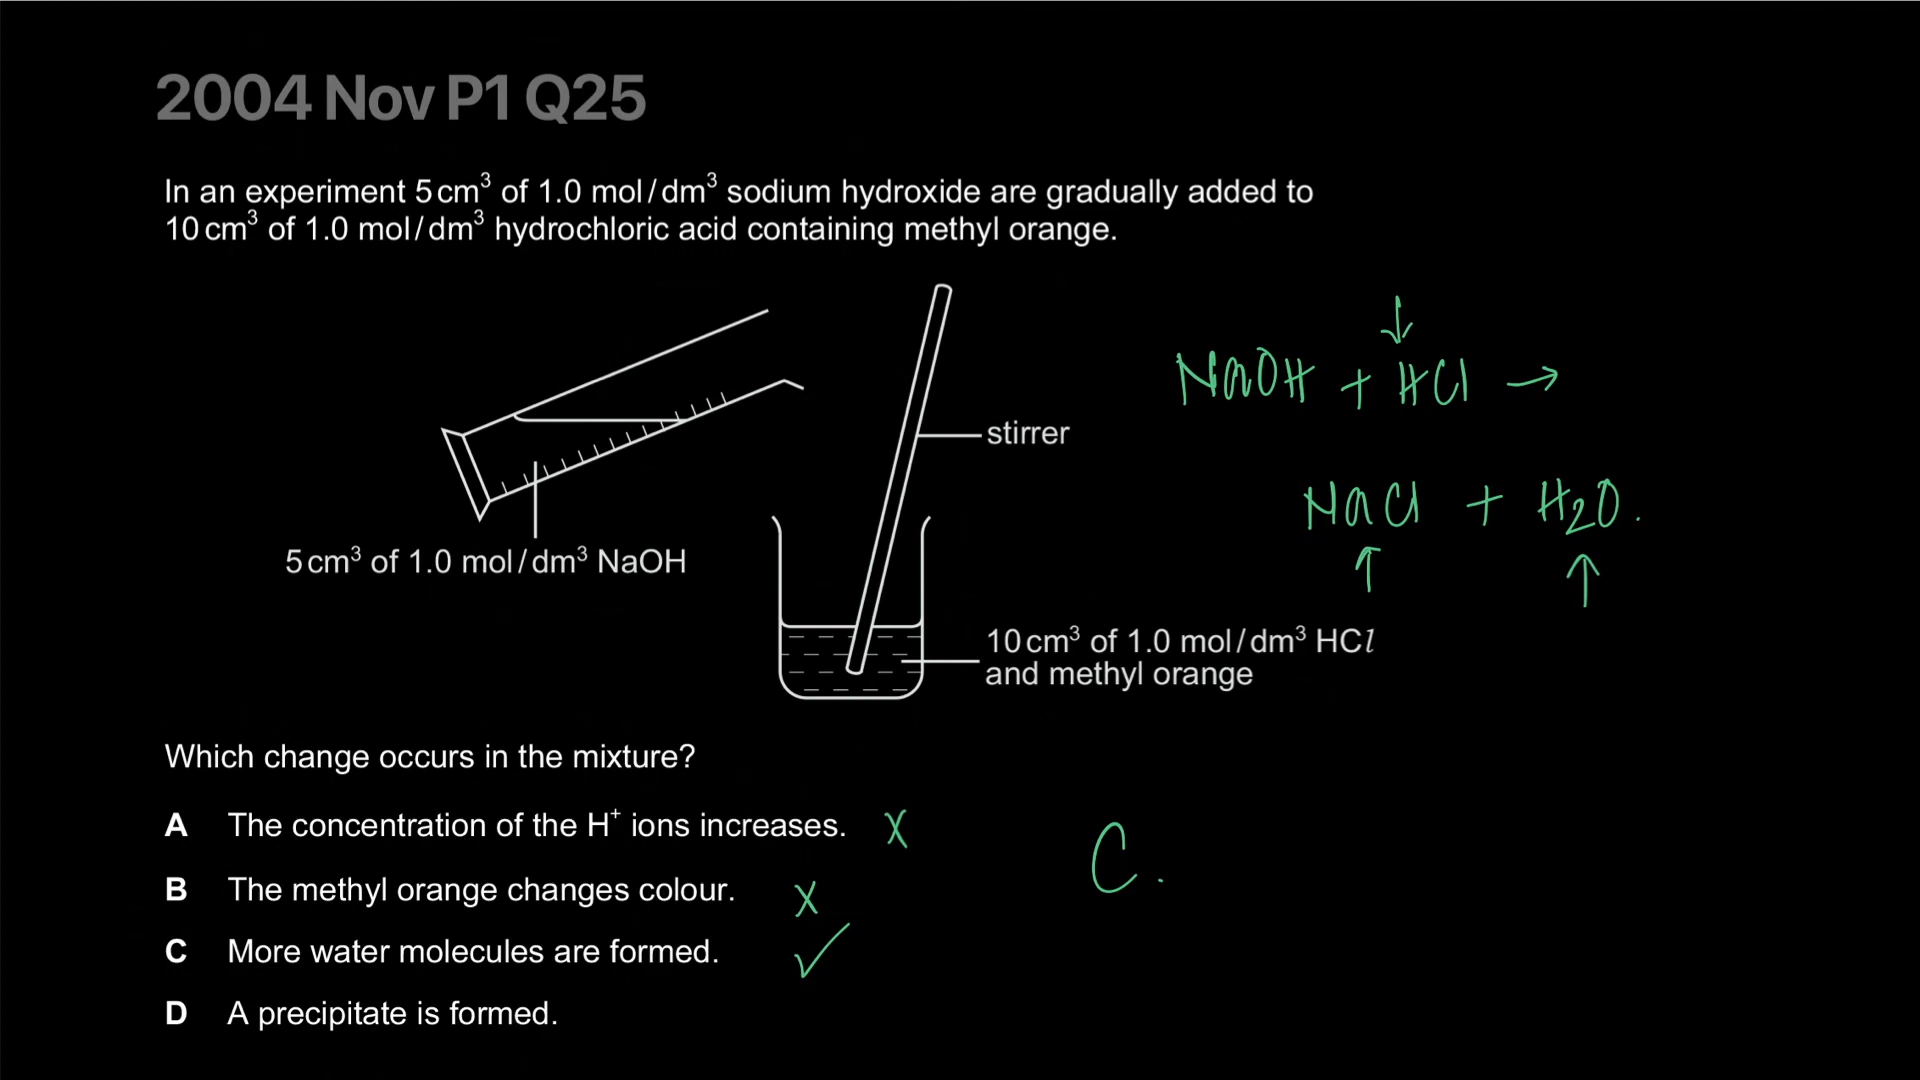 2004 Nov P1 Q25
In an experiment 5 cm³ of 1.0 mol/dm³ sodium hydroxide are gradually added to
10 cm³ of 1.0 mol/dm³ hydrochloric acid containing methyl orange.
↓
NaOH + HCl →
stirrer
NaCl + H₂O.
↑ ↑
5 cm³ of 1.0 mol/dm³ NaOH
10 cm³ of 1.0 mol/dm³ HCl
and methyl orange
Which change occurs in the mixture?
A The concentration of the H⁺ ions increases. X
B The methyl orange changes colour. X
C More water molecules are formed. ✓
D A precipitate is formed.
C.